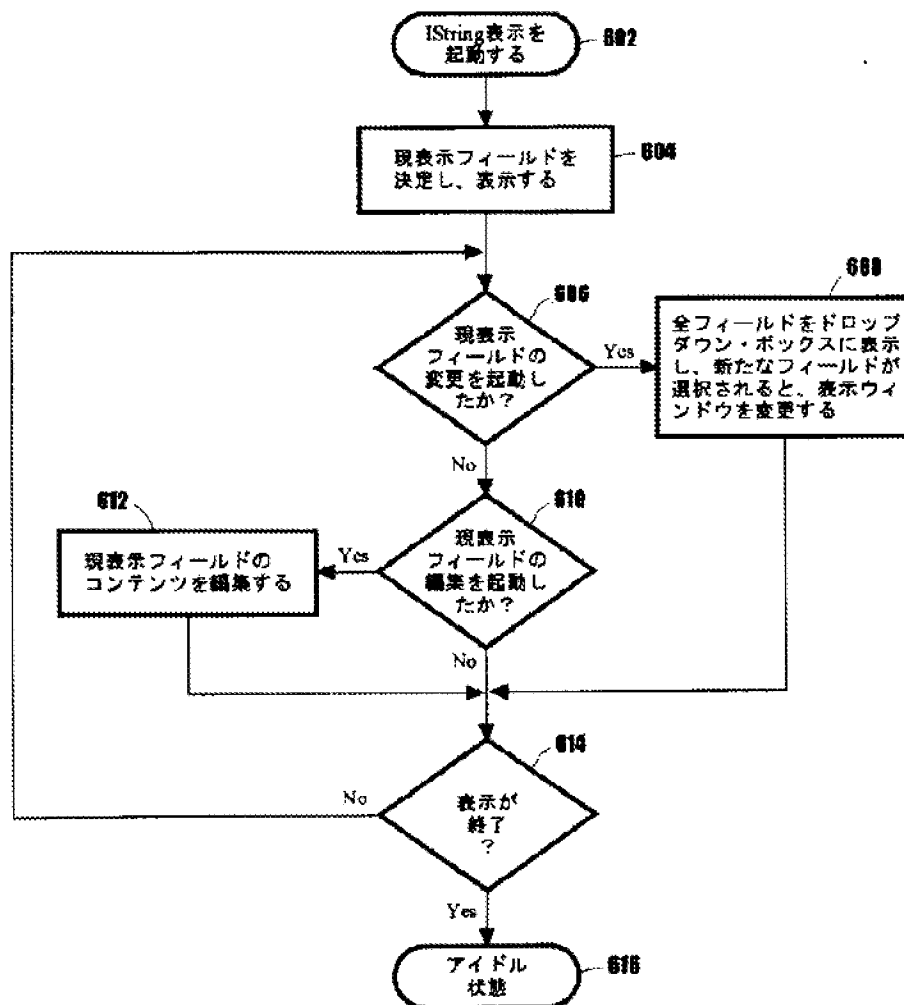 IString表示を
起動する
602
現表示フィールドを
決定し、表示する
604
現表示
フィールドの
変更を起動し
たか？
606
Yes
No
全フィールドをドロップ
ダウン・ボックスに表示
し、新たなフィールドが
選択されると、表示ウィ
ンドウを変更する
608
現表示
フィールドの
編集を起動し
たか？
610
Yes
No
現表示フィールドの
コンテンツを編集する
612
表示が
終了
？
614
No
Yes
アイドル
状態
616